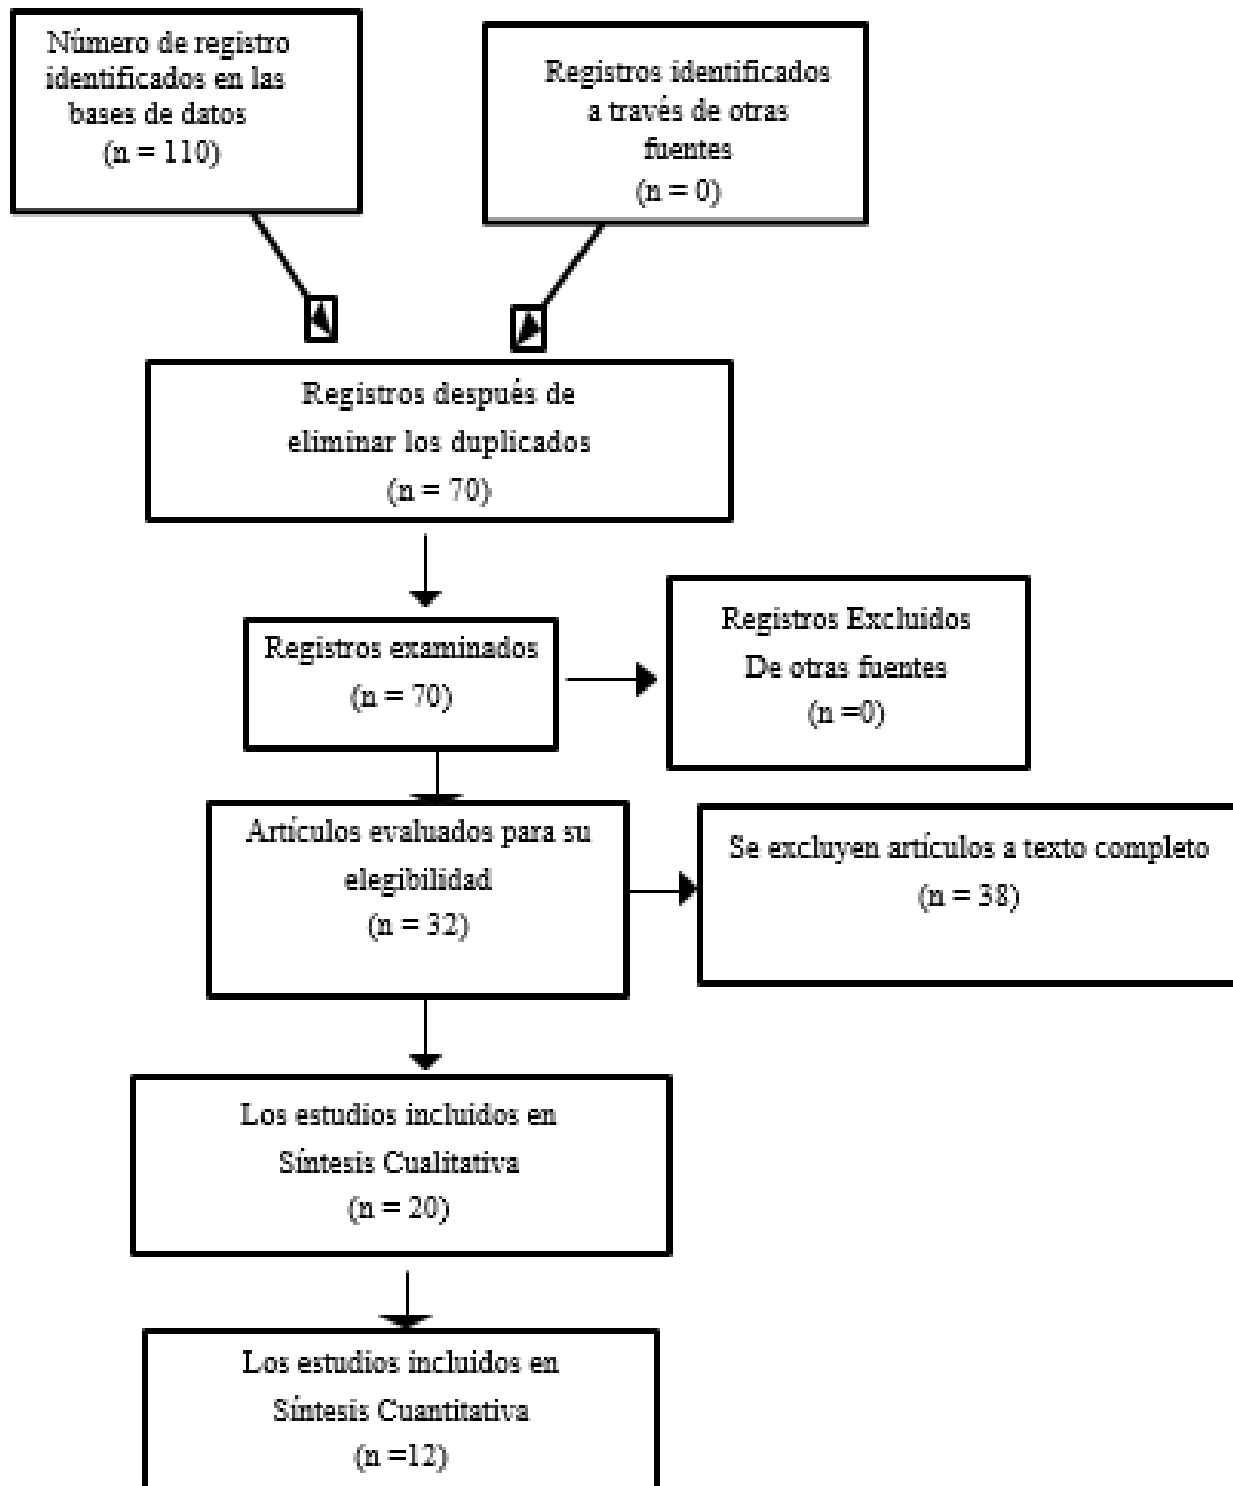 Número de registro
identificados en las
bases de datos
(n = 110)
Registros identificados
a través de otras
fuentes
(n = 0)
Registros después de
eliminar los duplicados
(n = 70)
Registros examinados
(n = 70)
Registros Excluidos
De otras fuentes
(n =0)
Artículos evaluados para su
elegibilidad
(n = 32)
Se excluyen artículos a texto completo
(n = 38)
Los estudios incluidos en
Síntesis Cualitativa
(n = 20)
Los estudios incluidos en
Síntesis Cuantitativa
(n =12)